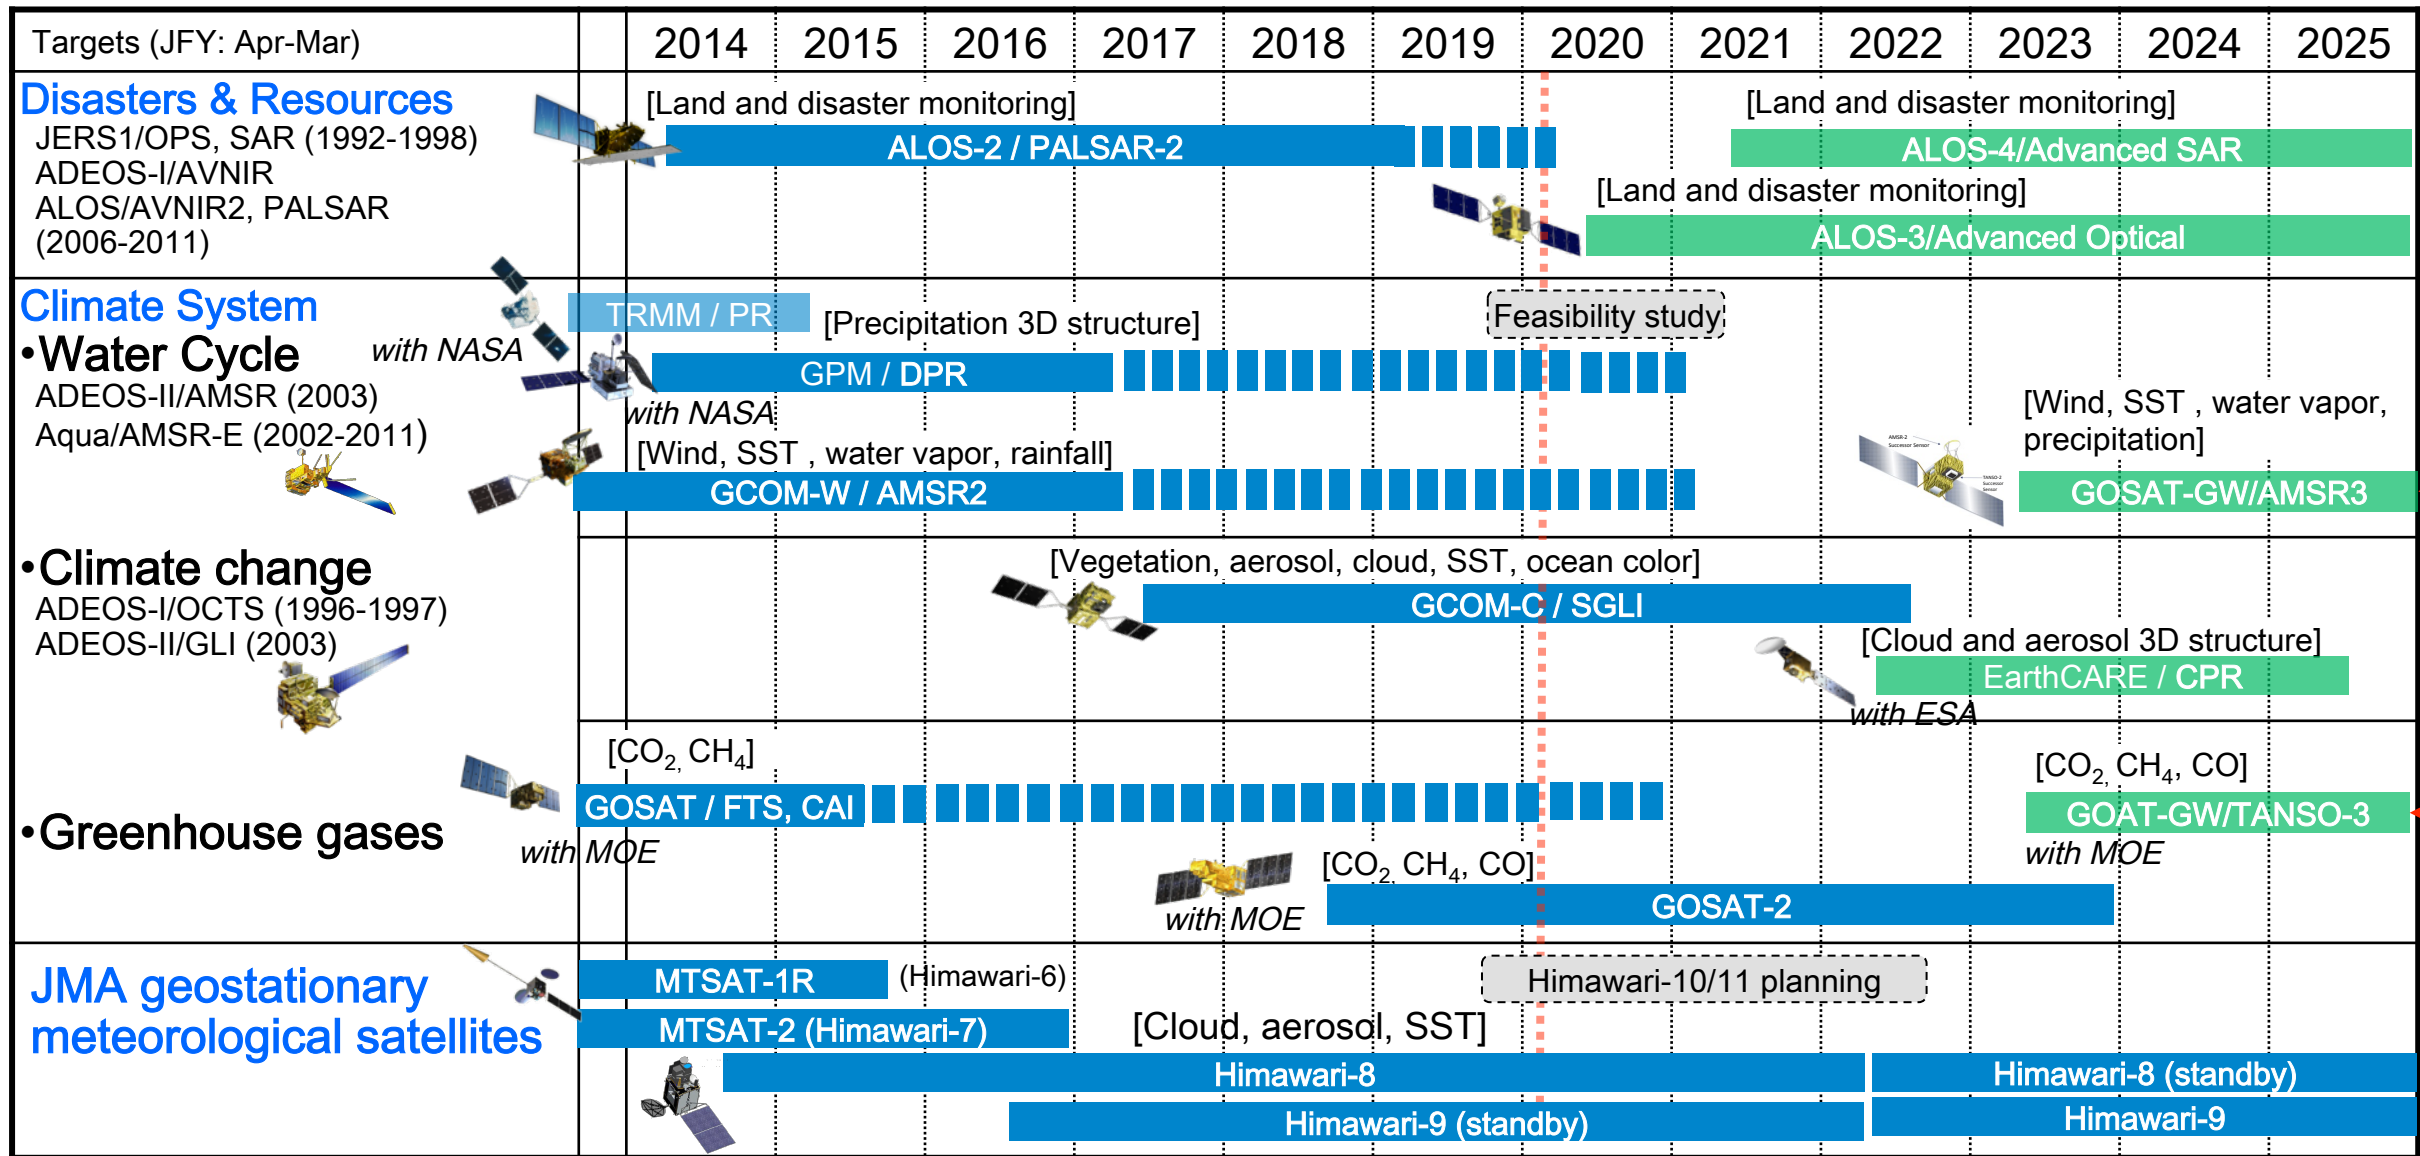 Targets (JFY: Apr-Mar) 2014 2015 2016 2017 2018 2019 2020 2021 2022 2023 2024 2025
Disasters & Resources
JERS1/OPS, SAR (1992-1998)
ADEOS-I/AVNIR
ALOS/AVNIR2, PALSAR
(2006-2011)
[Land and disaster monitoring]
ALOS-2 / PALSAR-2
[Land and disaster monitoring]
ALOS-4/Advanced SAR
[Land and disaster monitoring]
ALOS-3/Advanced Optical
Climate System
•Water Cycle
ADEOS-II/AMSR (2003)
Aqua/AMSR-E (2002-2011)
with NASA
TRMM / PR
[Precipitation 3D structure]
Feasibility study
GPM / DPR
with NASA
[Wind, SST , water vapor, rainfall]
GCOM-W / AMSR2
[Wind, SST , water vapor,
precipitation]
AMSR-2
Successor Sensor
TANSO-2
Successor
Sensor
GOSAT-GW/AMSR3
•Climate change
ADEOS-I/OCTS (1996-1997)
ADEOS-II/GLI (2003)
[Vegetation, aerosol, cloud, SST, ocean color]
GCOM-C / SGLI
[Cloud and aerosol 3D structure]
EarthCARE / CPR
with ESA
•Greenhouse gases
[CO2, CH4]
GOSAT / FTS, CAI
with MOE
[CO2, CH4, CO]
GOAT-GW/TANSO-3
with MOE
[CO2, CH4, CO]
with MOE
GOSAT-2
JMA geostationary
meteorological satellites
MTSAT-1R (Himawari-6)
Himawari-10/11 planning
MTSAT-2 (Himawari-7)
[Cloud, aerosol, SST]
Himawari-8
Himawari-8 (standby)
Himawari-9 (standby)
Himawari-9